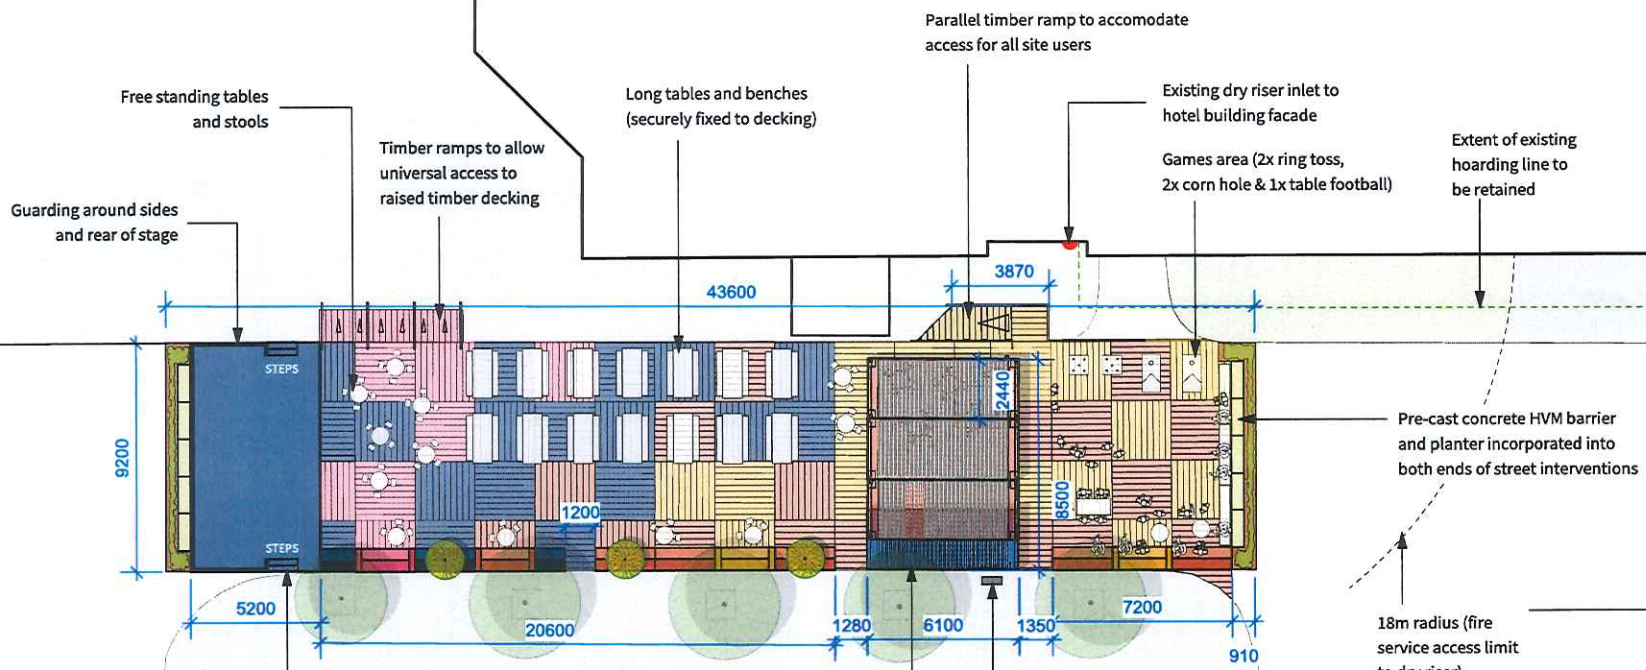 Parallel timber ramp to accomodate
access for all site users
Free standing tables
and stools
Long tables and benches
(securely fixed to decking)
Existing dry riser inlet to
hotel building facade
Timber ramps to allow
universal access to
raised timber decking
Games area (2x ring toss,
2x corn hole & 1x table football)
Extent of existing
hoarding line to
be retained
Guarding around sides
and rear of stage
3870
43600
STEPS
2440
9200
Pre-cast concrete HVM barrier
and planter incorporated into
both ends of street interventions
8500
1200
STEPS
5200
20600
1280
6100
1350
7200
910
18m radius (fire
service access limit
to dry riser)